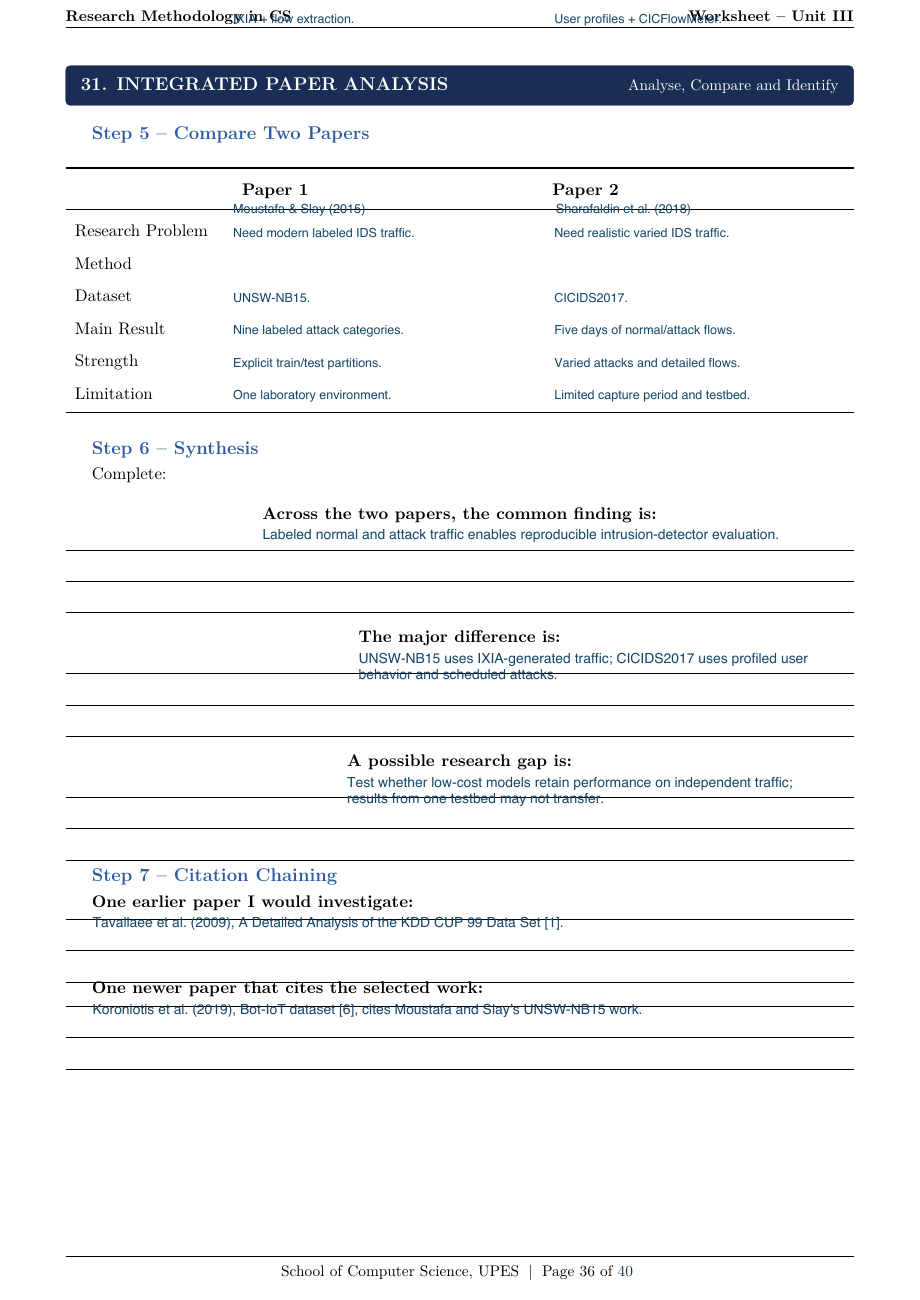 Research Methodology in CS Worksheet – Unit III
IXIA + flow extraction. User profiles + CICFlowMeter.
31. INTEGRATED PAPER ANALYSIS Analyse, Compare and Identify
Step 5 – Compare Two Papers
Paper 1 Paper 2
Moustafa & Slay (2015) Sharafaldin et al. (2018)
Research Problem Need modern labeled IDS traffic. Need realistic varied IDS traffic.
Method
Dataset UNSW-NB15. CICIDS2017.
Main Result Nine labeled attack categories. Five days of normal/attack flows.
Strength Explicit train/test partitions. Varied attacks and detailed flows.
Limitation One laboratory environment. Limited capture period and testbed.
Step 6 – Synthesis
Complete:
Across the two papers, the common finding is:
Labeled normal and attack traffic enables reproducible intrusion-detector evaluation.
The major difference is:
UNSW-NB15 uses IXIA-generated traffic; CICIDS2017 uses profiled user
behavior and scheduled attacks.
A possible research gap is:
Test whether low-cost models retain performance on independent traffic;
results from one testbed may not transfer.
Step 7 – Citation Chaining
One earlier paper I would investigate:
Tavallaee et al. (2009), A Detailed Analysis of the KDD CUP 99 Data Set [1].
One newer paper that cites the selected work:
Koroniotis et al. (2019), Bot-IoT dataset [6], cites Moustafa and Slay's UNSW-NB15 work.
School of Computer Science, UPES | Page 36 of 40